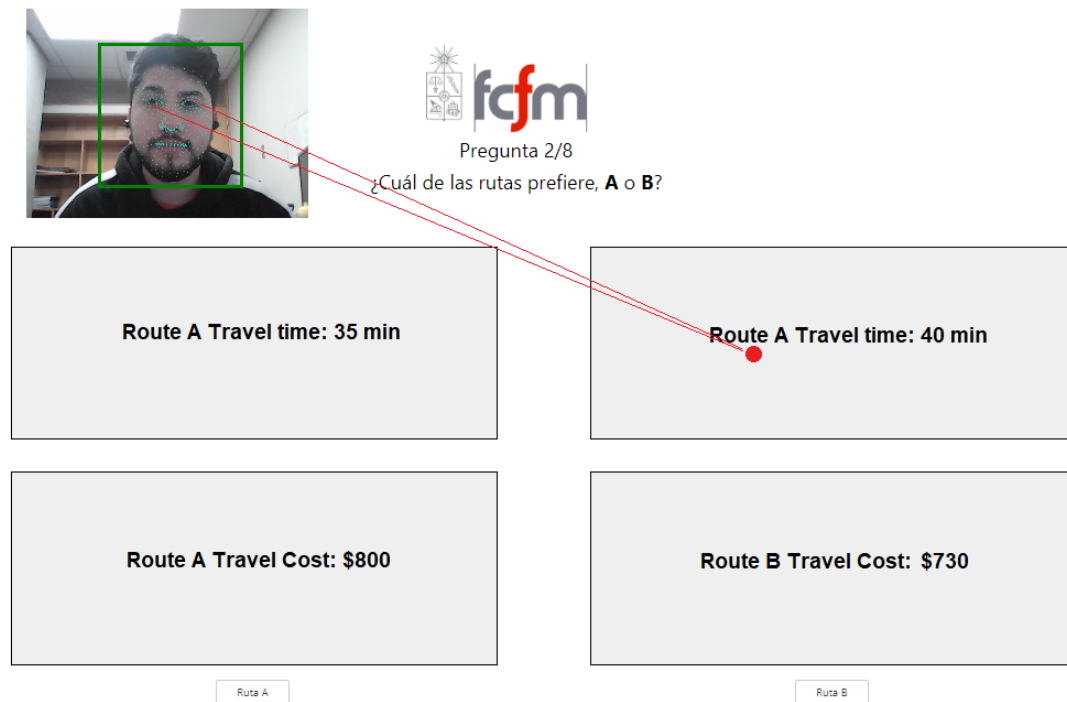 fcfm
Pregunta 2/8
¿Cuál de las rutas prefiere, A o B?
Route A Travel time: 35 min
Route A Travel time: 40 min
Route A Travel Cost: $800
Route B Travel Cost: $730
Ruta A
Ruta B